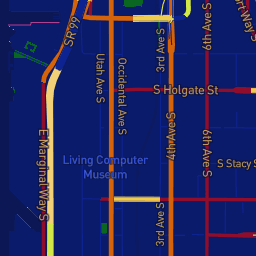 SR 99
Utah Ave S
Occidental Ave S
3rd Ave S
6th Ave S
S Holgate St
4th Ave S
6th Ave S
E Marginal Way S
Living Computer
Museum
S Stacy S
3rd Ave S